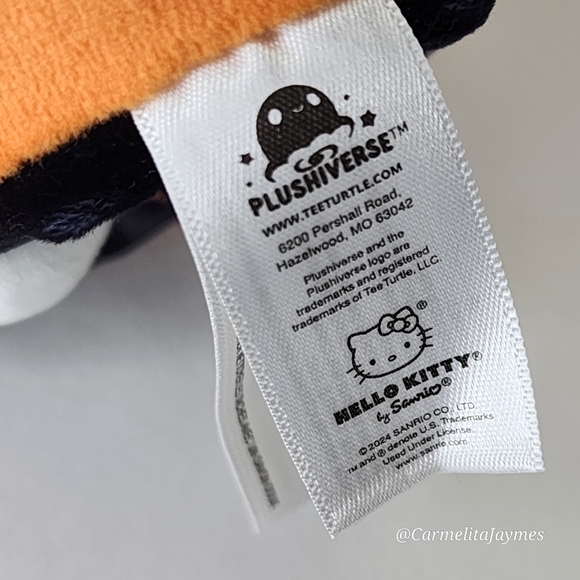 PLUSHIVERSE™
WWW.TEETURTLE.COM
6200 Pershall Road,
Hazelwood, MO 63042
Plushiverse and the
Plushiverse logo are
trademarks and registered
trademarks of TeeTurtle, LLC.
®
HELLO KITTY®
by Sanrio®
© 2024 SANRIO CO., LTD.
TM and ® denote U.S. Trademarks
Used Under License.
www.sanrio.com
@CarmelitaJaymes